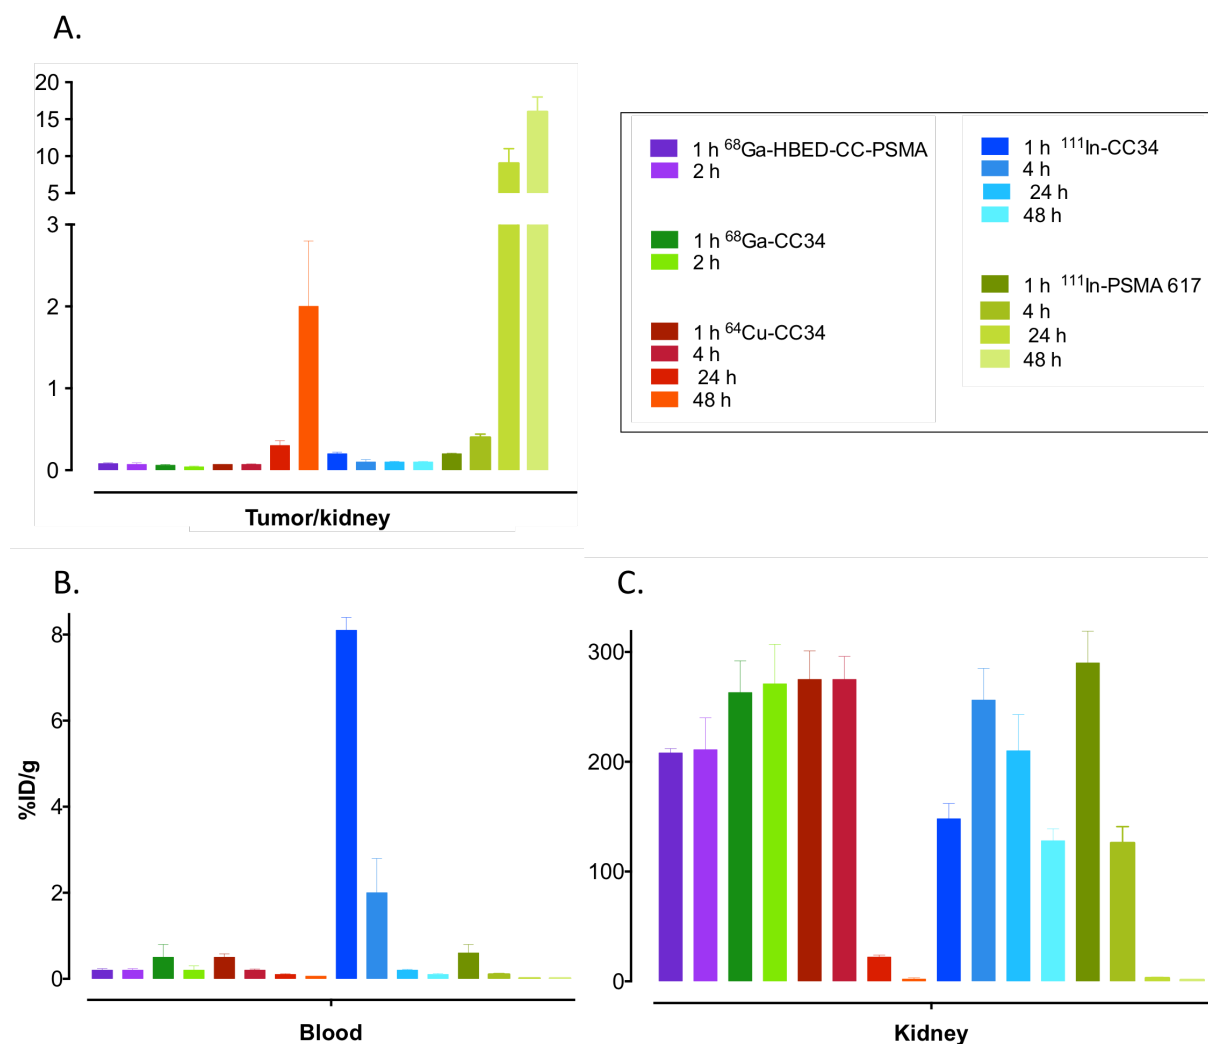 A.
20
15
10
5
3
2
1
0
Tumor/kidney
1 h ⁶⁸Ga-HBED-CC-PSMA
2 h
1 h ⁶⁸Ga-CC34
2 h
1 h ⁶⁴Cu-CC34
4 h
24 h
48 h
1 h ¹¹¹In-CC34
4 h
24 h
48 h
1 h ¹¹¹In-PSMA 617
4 h
24 h
48 h
B.
%ID/g
8
6
4
2
0
Blood
C.
300
200
100
0
Kidney